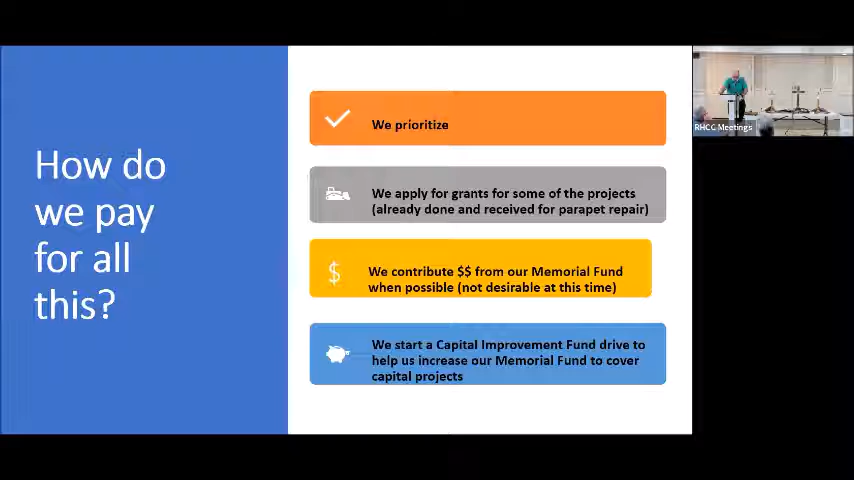 How do
we pay
for all
this?
We prioritize
We apply for grants for some of the projects
(already done and received for parapet repair)
$
We contribute $$ from our Memorial Fund
when possible (not desirable at this time)
We start a Capital Improvement Fund drive to
help us increase our Memorial Fund to cover
capital projects
RHCC Meetings